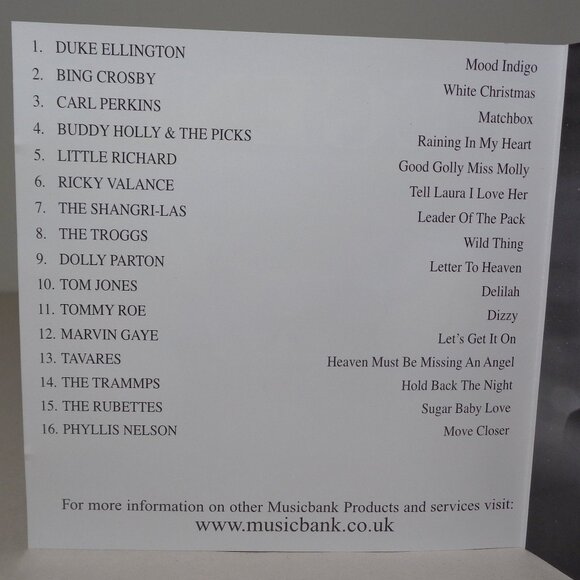 1. DUKE ELLINGTON Mood Indigo
2. BING CROSBY White Christmas
3. CARL PERKINS Matchbox
4. BUDDY HOLLY & THE PICKS Raining In My Heart
5. LITTLE RICHARD Good Golly Miss Molly
6. RICKY VALANCE Tell Laura I Love Her
7. THE SHANGRI-LAS Leader Of The Pack
8. THE TROGGS Wild Thing
9. DOLLY PARTON Letter To Heaven
10. TOM JONES Delilah
11. TOMMY ROE Dizzy
12. MARVIN GAYE Let's Get It On
13. TAVARES Heaven Must Be Missing An Angel
14. THE TRAMMPS Hold Back The Night
15. THE RUBETTES Sugar Baby Love
16. PHYLLIS NELSON Move Closer
For more information on other Musicbank Products and services visit:
www.musicbank.co.uk